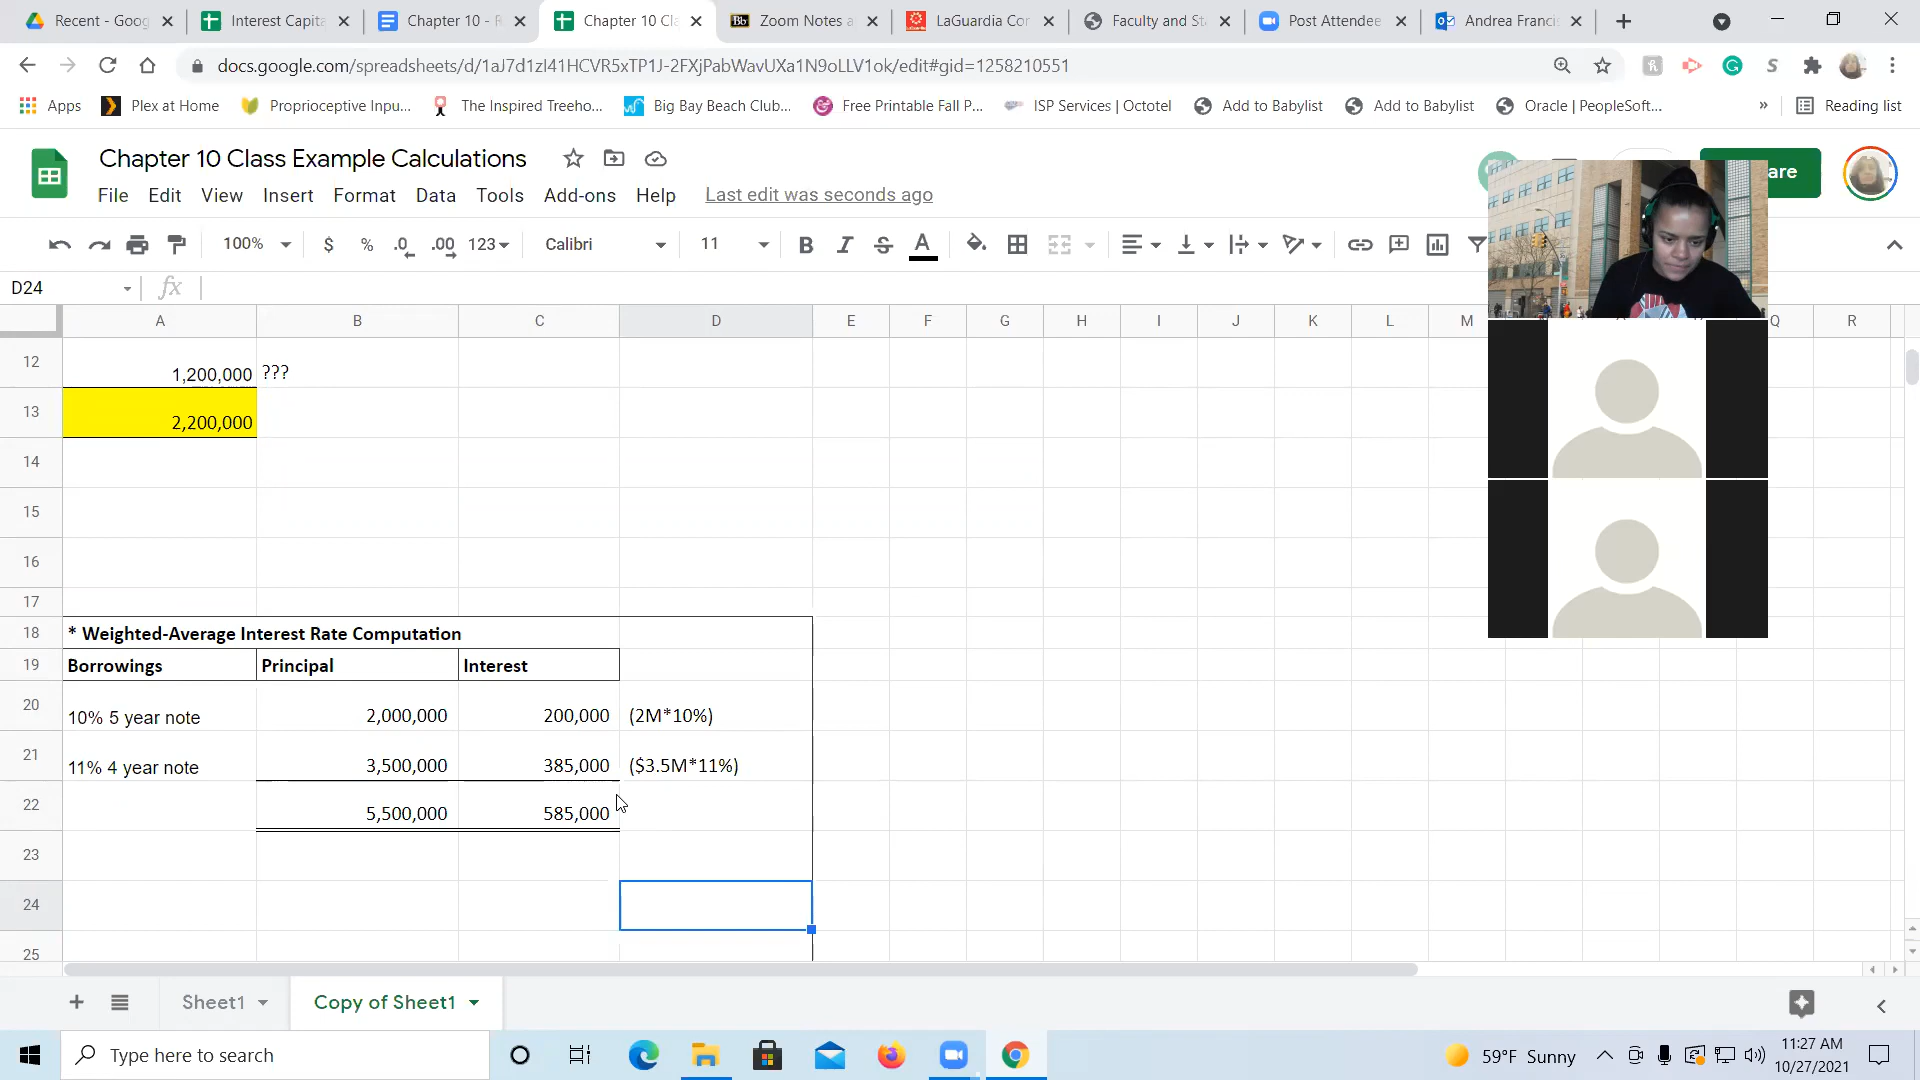 Recent - Goog
Interest Capita
Chapter 10 - R
Chapter 10 Cla
Zoom Notes a
LaGuardia Cor
Faculty and St
Post Attendee
Andrea Francis
docs.google.com/spreadsheets/d/1aJ7d1zI41HCVR5xTP1J-2FXjPabWavUXa1N9oLLV1ok/edit#gid=1258210551
Apps
Plex at Home
Proprioceptive Inpu...
The Inspired Treeho...
Big Bay Beach Club...
Free Printable Fall P...
ISP Services | Octotel
Add to Babylist
Add to Babylist
Oracle | PeopleSoft...
»
Reading list
Chapter 10 Class Example Calculations
are
File Edit View Insert Format Data Tools Add-ons Help Last edit was seconds ago
100% $ % .0 .00 123 Calibri 11 B I S A
D24 fx
A B C D E F G H I J K L M Q R
12 1,200,000 ???
13 2,200,000
14
15
16
17
18 * Weighted-Average Interest Rate Computation
19 Borrowings Principal Interest
20 10% 5 year note 2,000,000 200,000 (2M*10%)
21 11% 4 year note 3,500,000 385,000 ($3.5M*11%)
22 5,500,000 585,000
23
24
25
Sheet1 Copy of Sheet1
Type here to search
59°F Sunny
11:27 AM
10/27/2021